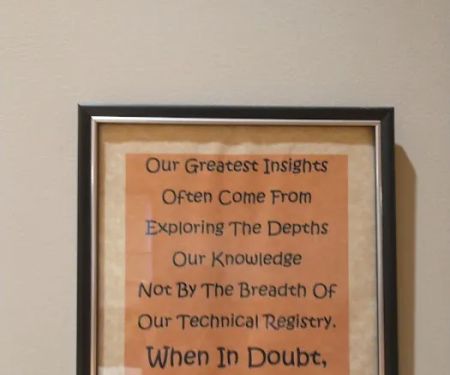 Our Greatest Insights
Often Come From
Exploring The Depths
Our Knowledge
Not By The Breadth Of
Our Technical Registry.
When In Doubt,